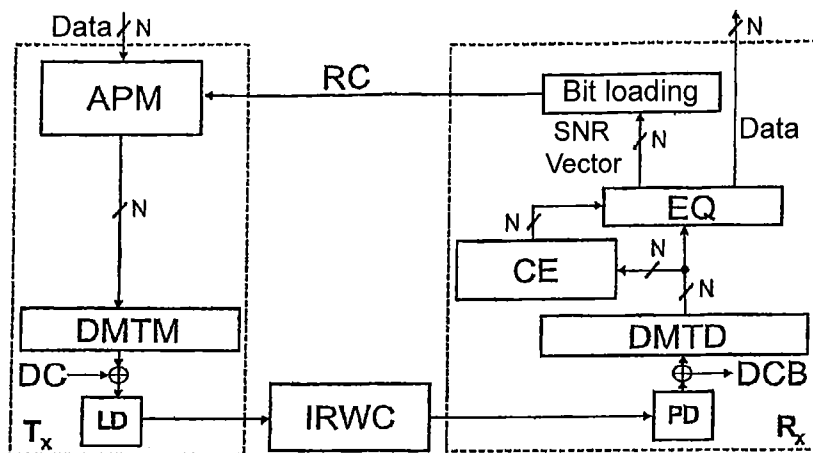 Data N
N
APM
RC
Bit loading
SNR
Vector
N
Data
N
EQ
N
CE
N
N
DMTM
DMTD
DC
DCB
LD
IRWC
PD
Tx
Rx